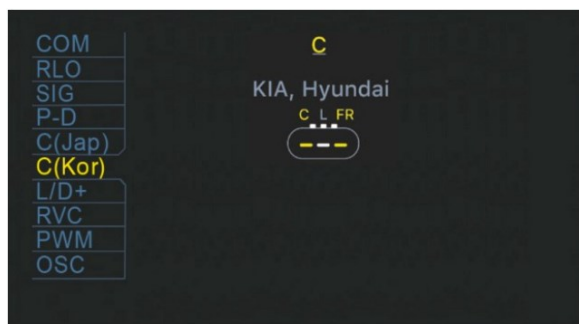 COM
RLO
SIG
P-D
C(Jap)
C(Kor)
L/D+
RVC
PWM
OSC
C
KIA, Hyundai
C L FR